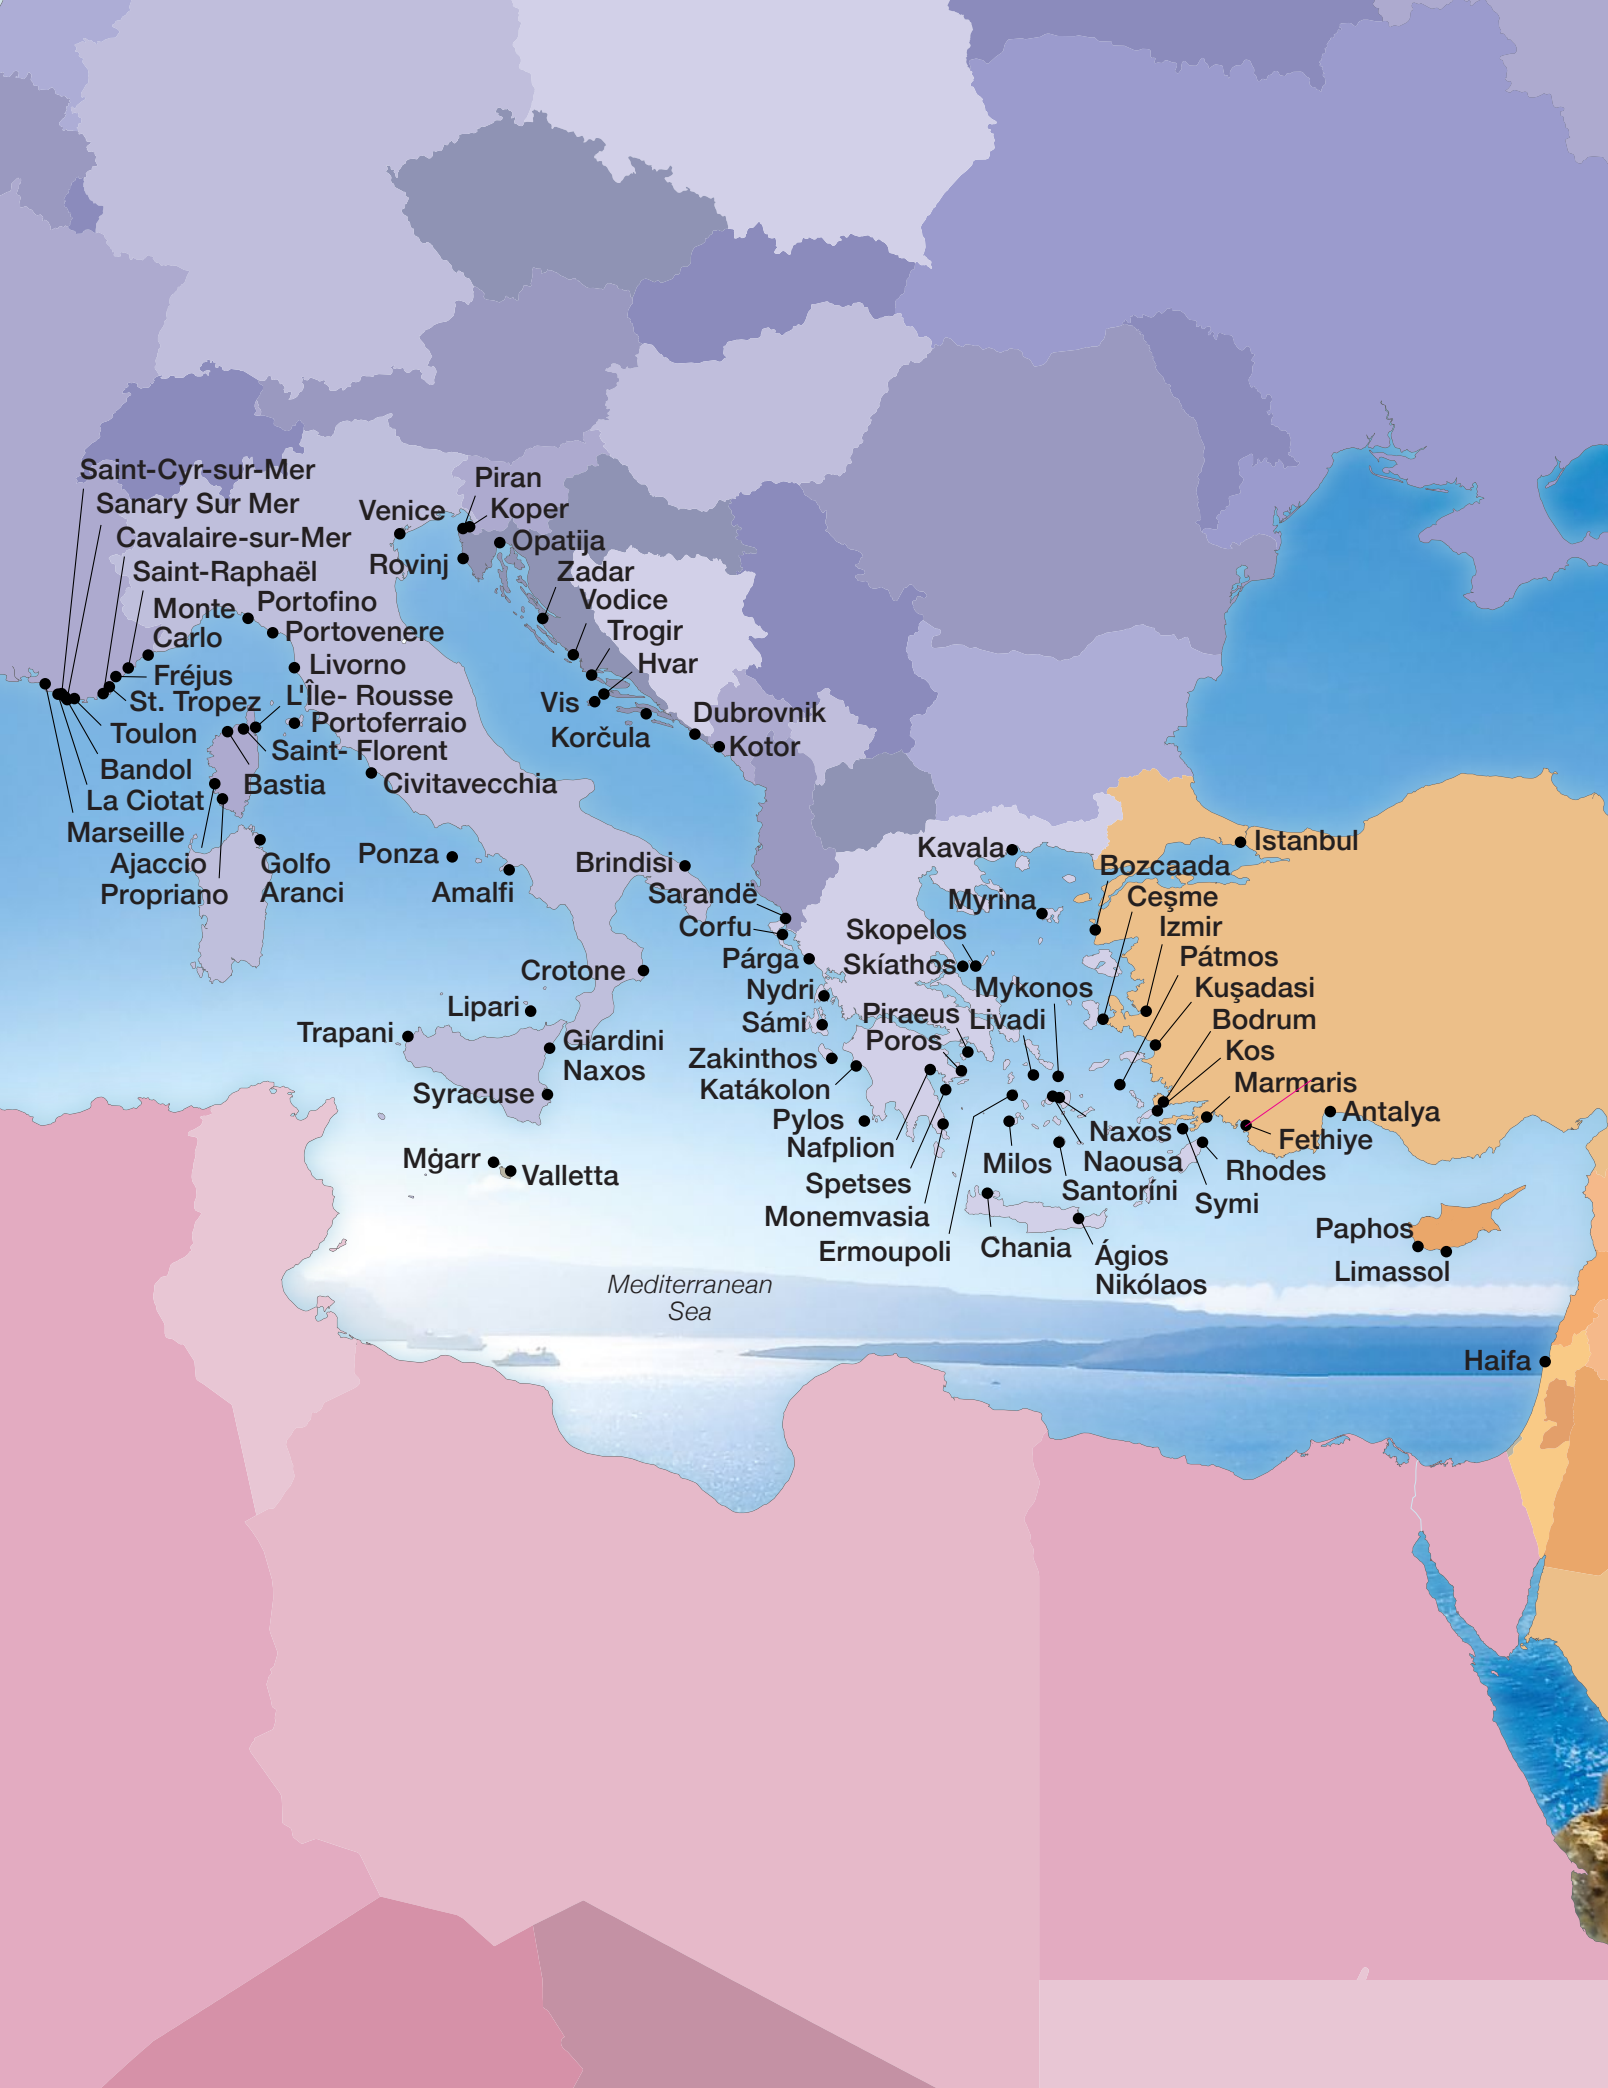 Saint-Cyr-sur-Mer
Sanary Sur Mer
Cavalaire-sur-Mer
Saint-Raphaël
Monte
Carlo
Portofino
Portovenere
Fréjus
Livorno
St. Tropez
L'Île- Rousse
Portoferraio
Toulon
Saint- Florent
Bandol
Bastia
Civitavecchia
La Ciotat
Marseille
Ajaccio
Propriano
Golfo
Aranci
Venice
Piran
Koper
Opatija
Rovinj
Zadar
Vodice
Trogir
Hvar
Vis
Korčula
Dubrovnik
Kotor
Ponza
Amalfi
Brindisi
Sarandë
Corfu
Párga
Crotone
Nydri
Lipari
Sámi
Trapani
Giardini
Naxos
Zakinthos
Katákolon
Syracuse
Pylos
Nafplion
Mġarr
Valletta
Spetses
Monemvasia
Ermoupoli
Kavala
Istanbul
Bozcaada
Myrina
Ceşme
Skopelos
Izmir
Skíathos
Pátmos
Mykonos
Kuşadasi
Piraeus
Livadi
Bodrum
Poros
Kos
Marmaris
Antalya
Naxos
Fethiye
Milos
Naousa
Rhodes
Santorini
Symi
Chania
Ágios
Nikólaos
Paphos
Limassol
Mediterranean
Sea
Haifa